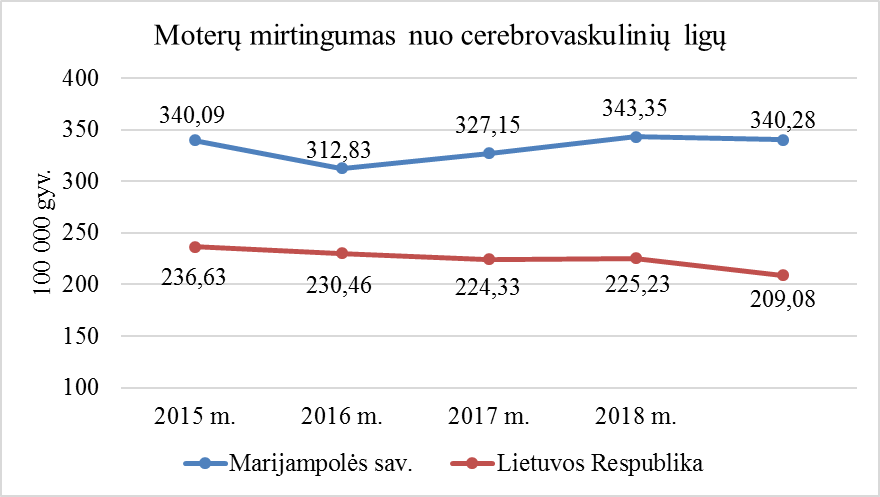 Moterų mirtingumas nuo cerebrovaskulinių ligų
100 000 gyv.
400
350
300
250
200
150
100
340,09
312,83
327,15
343,35
340,28
236,63
230,46
224,33
225,23
209,08
2015 m.
2016 m.
2017 m.
2018 m.
Marijampolės sav.
Lietuvos Respublika